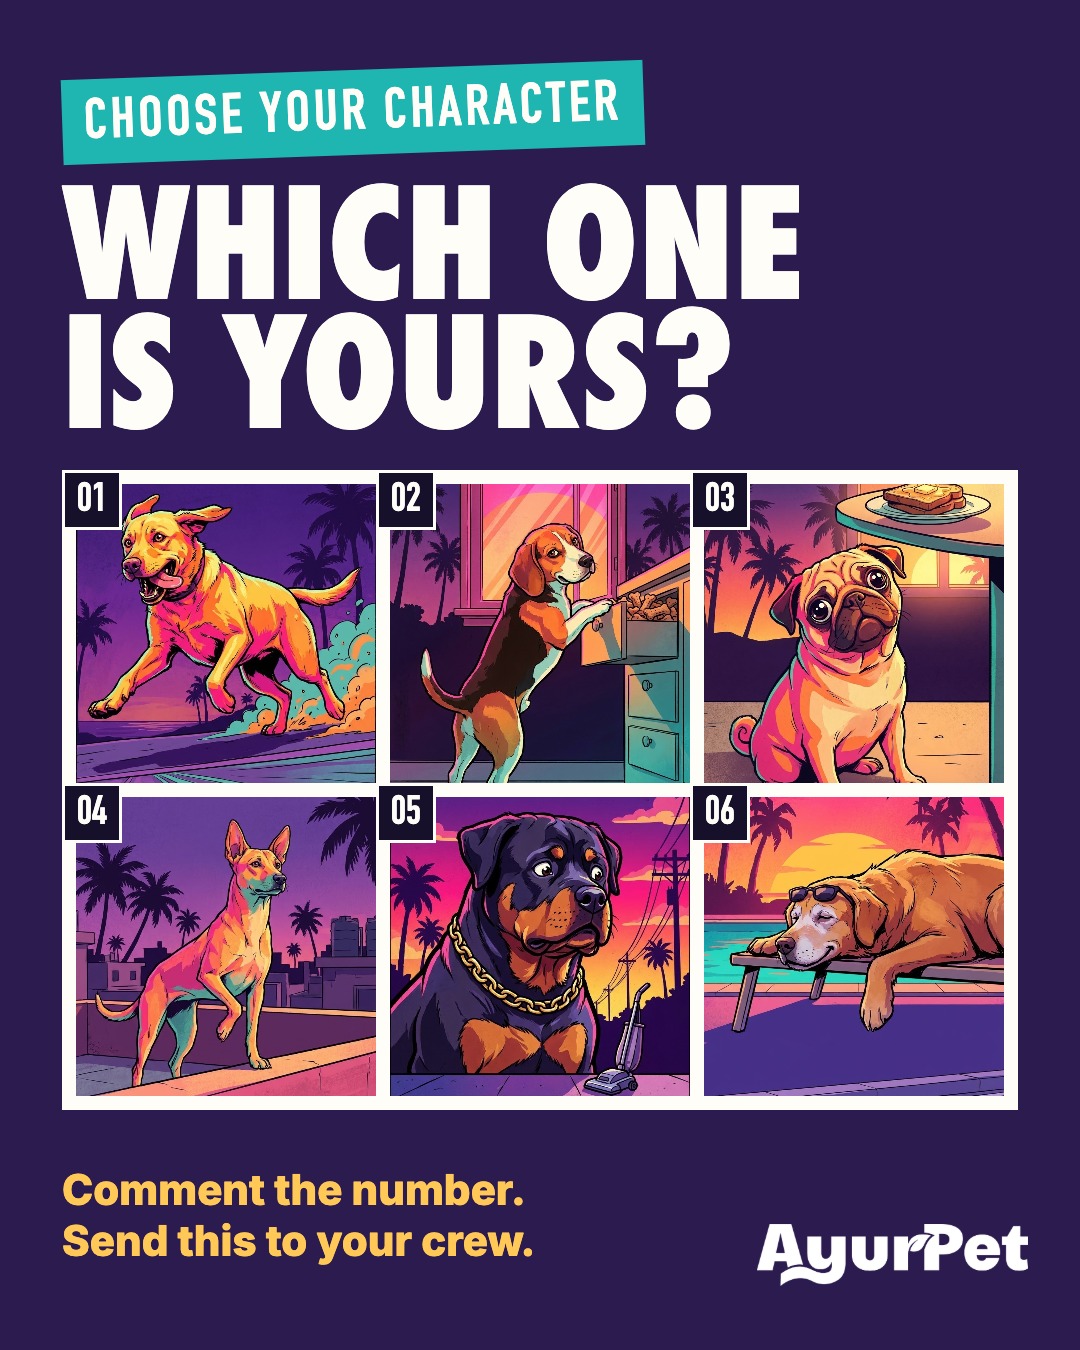 CHOOSE YOUR CHARACTER
WHICH ONE
IS YOURS?
01
02
03
04
05
06
Comment the number.
Send this to your crew.
AyurPet